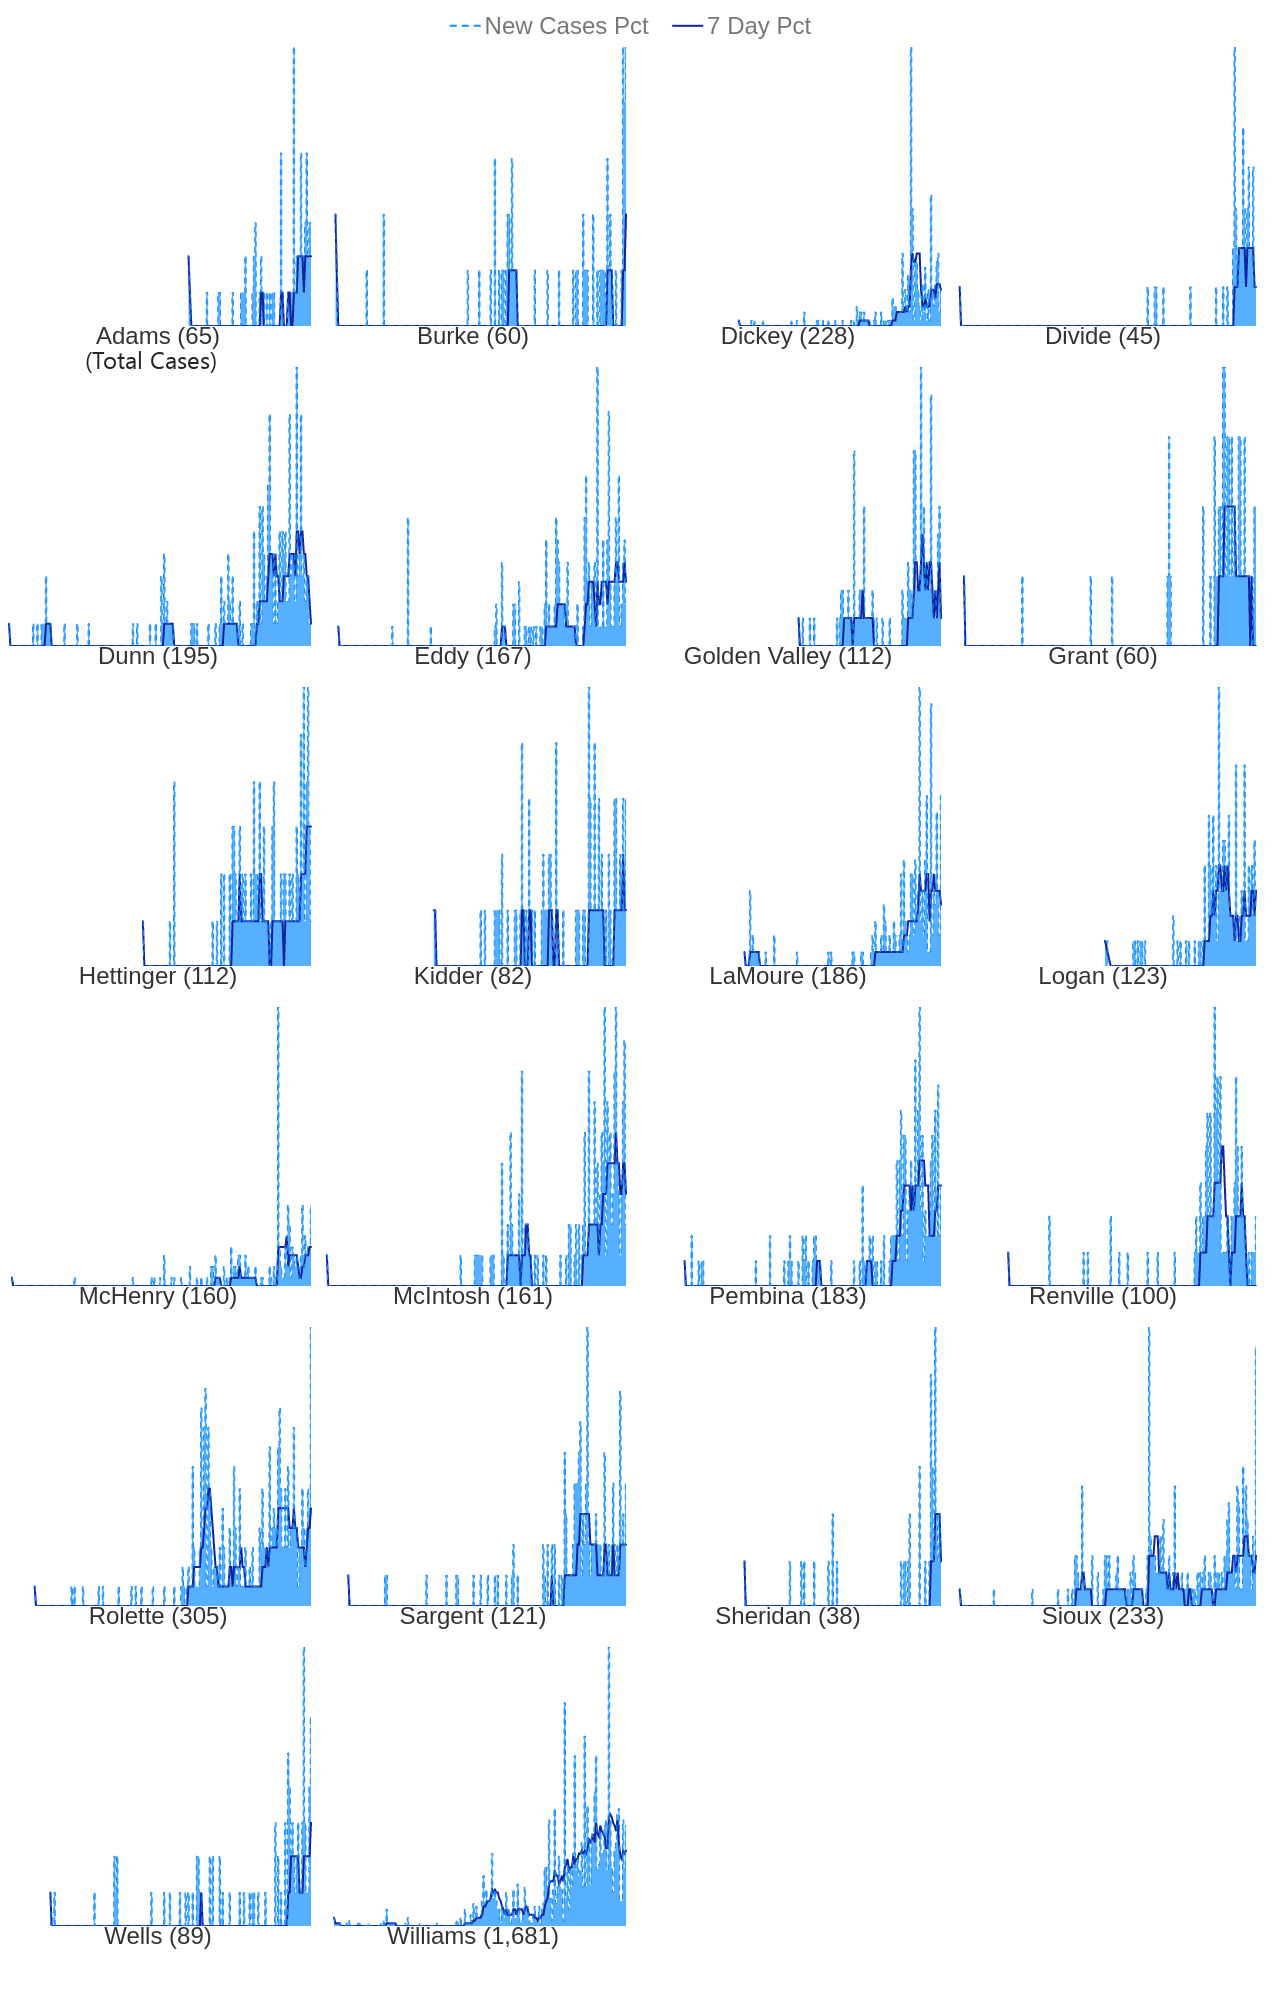 New Cases Pct 7 Day Pct
Adams (65) Burke (60) Dickey (228) Divide (45)
(Total Cases)
Dunn (195) Eddy (167) Golden Valley (112) Grant (60)
Hettinger (112) Kidder (82) LaMoure (186) Logan (123)
McHenry (160) McIntosh (161) Pembina (183) Renville (100)
Rolette (305) Sargent (121) Sheridan (38) Sioux (233)
Wells (89) Williams (1,681)